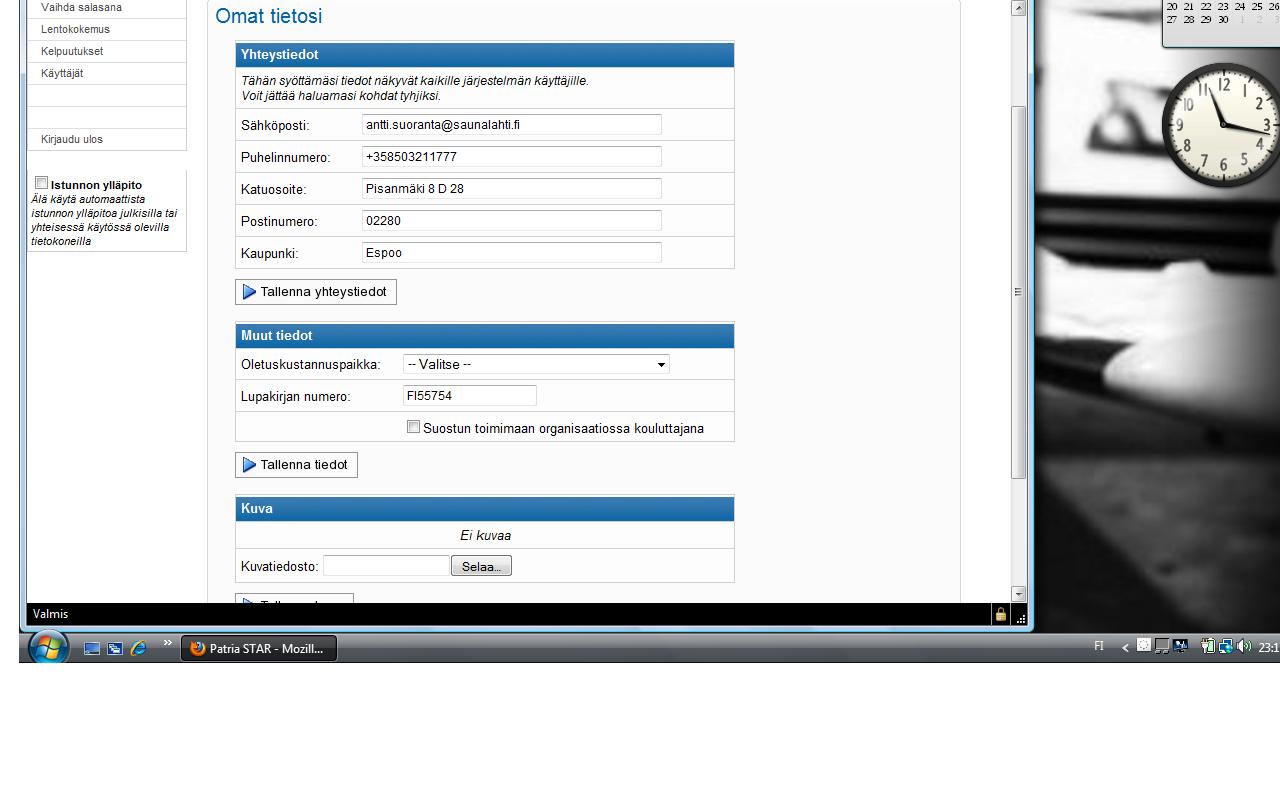 Vaihda salasana
Lentokokemus
Kelpuutukset
Käyttäjät
Kirjaudu ulos
Istunnon ylläpito
Älä käytä automaattista
istunnon ylläpitoa julkisilla tai
yhteisessä käytössä olevilla
tietokoneilla
Omat tietosi
Yhteystiedot
Tähän syöttämäsi tiedot näkyvät kaikille järjestelmän käyttäjille.
Voit jättää haluamasi kohdat tyhjiksi.
Sähköposti: antti.suoranta@saunalahti.fi
Puhelinnumero: +358503211777
Katuosoite: Pisanmäki 8 D 28
Postinumero: 02280
Kaupunki: Espoo
Tallenna yhteystiedot
Muut tiedot
Oletuskustannuspaikka: -- Valitse --
Lupakirjan numero: FI55754
Suostun toimimaan organisaatiossa kouluttajana
Tallenna tiedot
Kuva
Ei kuvaa
Kuvatiedosto: Selaa...
20 21 22 23 24 25 26
27 28 29 30 1 2 3
12 1 2 3 4 5 6 7 8 9 10 11
Valmis
Patria STAR - Mozill...
FI
23:1